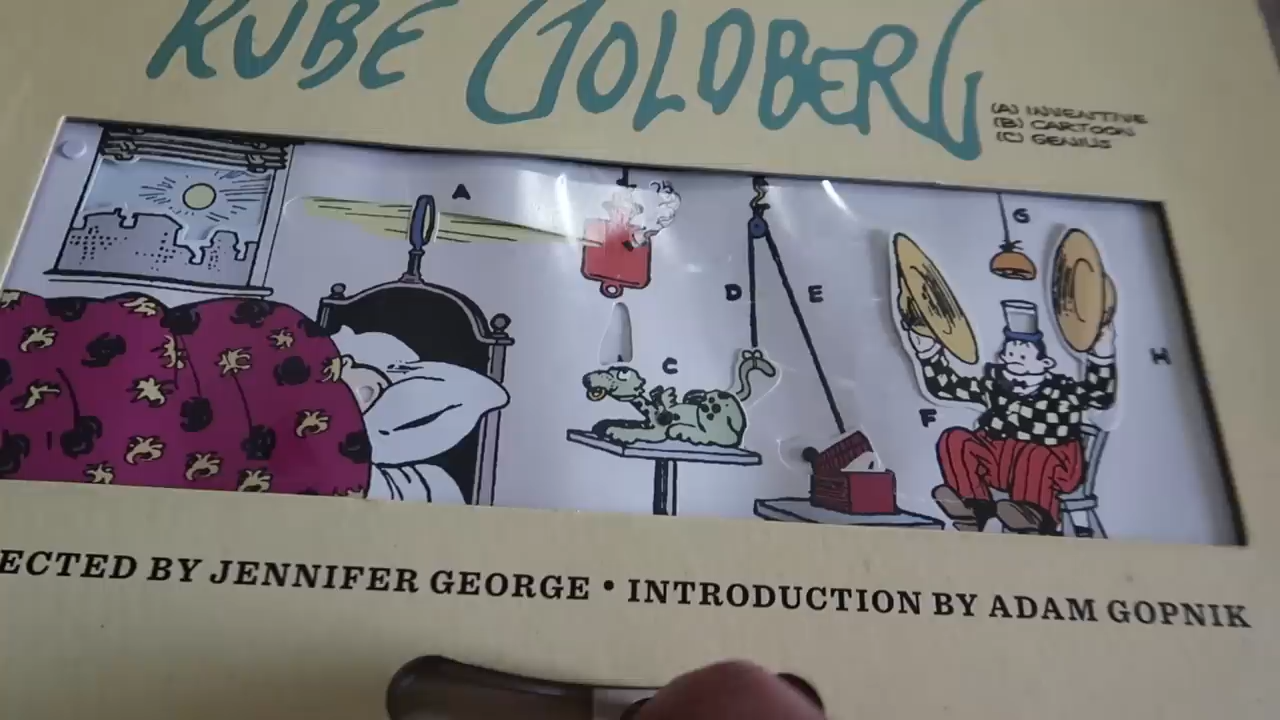 RUBE GOLDBERG
(A) INVENTIVE
(B) CARTOON
(C) GENIUS
A
G
D
E
C
H
F
ECTED BY JENNIFER GEORGE • INTRODUCTION BY ADAM GOPNIK